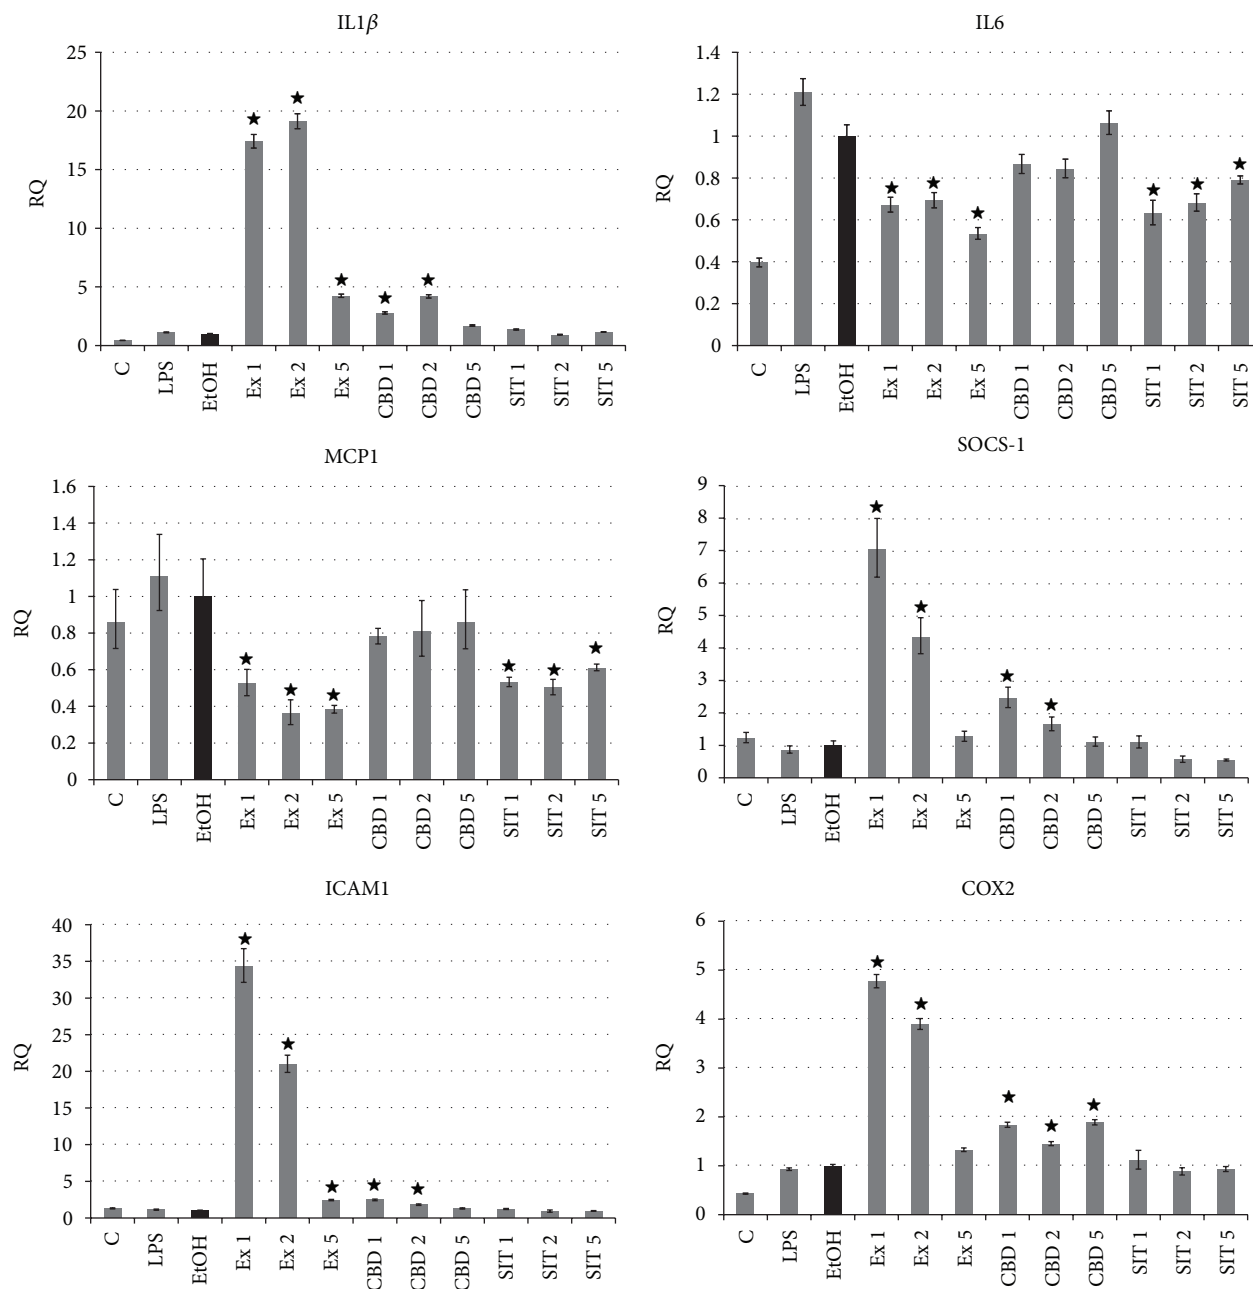 IL1β
25
20
15
10
5
0
RQ
C
LPS
EtOH
Ex 1
Ex 2
Ex 5
CBD 1
CBD 2
CBD 5
SIT 1
SIT 2
SIT 5
IL6
1.4
1.2
1
0.8
0.6
0.4
0.2
0
RQ
C
LPS
EtOH
Ex 1
Ex 2
Ex 5
CBD 1
CBD 2
CBD 5
SIT 1
SIT 2
SIT 5
MCP1
1.6
1.4
1.2
1
0.8
0.6
0.4
0.2
0
RQ
C
LPS
EtOH
Ex 1
Ex 2
Ex 5
CBD 1
CBD 2
CBD 5
SIT 1
SIT 2
SIT 5
SOCS-1
9
8
7
6
5
4
3
2
1
0
RQ
C
LPS
EtOH
Ex 1
Ex 2
Ex 5
CBD 1
CBD 2
CBD 5
SIT 1
SIT 2
SIT 5
ICAM1
40
35
30
25
20
15
10
5
0
RQ
C
LPS
EtOH
Ex 1
Ex 2
Ex 5
CBD 1
CBD 2
CBD 5
SIT 1
SIT 2
SIT 5
COX2
6
5
4
3
2
1
0
RQ
C
LPS
EtOH
Ex 1
Ex 2
Ex 5
CBD 1
CBD 2
CBD 5
SIT 1
SIT 2
SIT 5